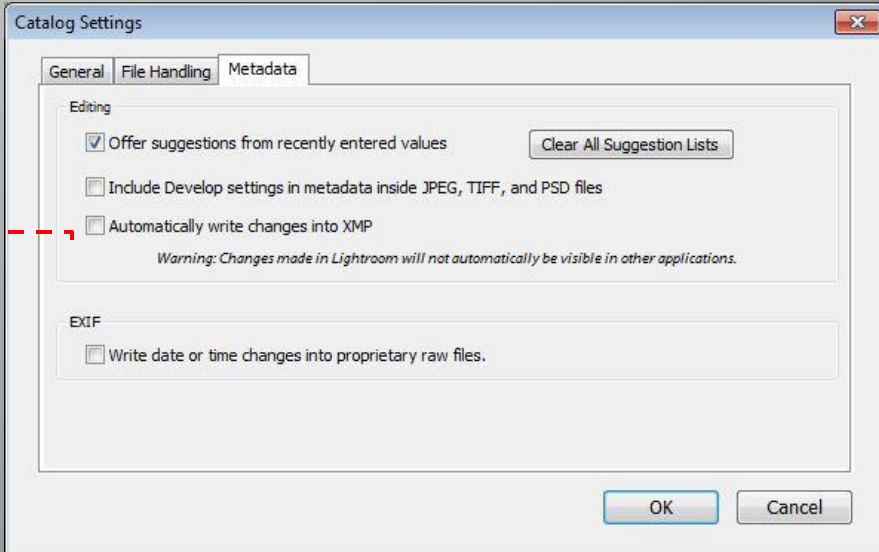 Catalog Settings
General File Handling Metadata
Editing
Offer suggestions from recently entered values Clear All Suggestion Lists
Include Develop settings in metadata inside JPEG, TIFF, and PSD files
Automatically write changes into XMP
Warning: Changes made in Lightroom will not automatically be visible in other applications.
EXIF
Write date or time changes into proprietary raw files.
OK Cancel